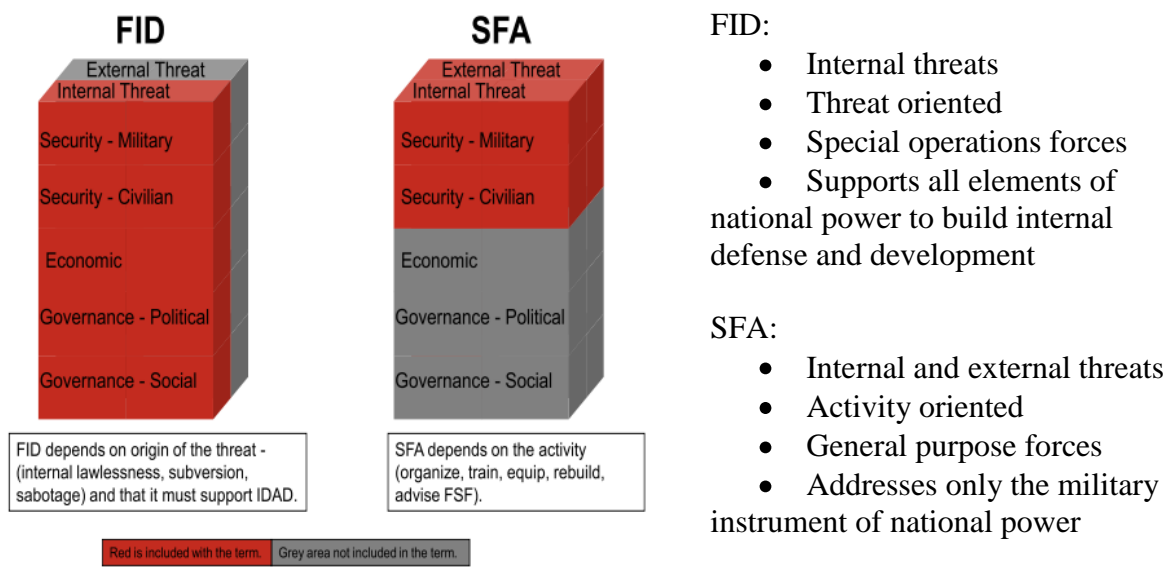 FID
External Threat
Internal Threat
Security - Military
Security - Civilian
Economic
Governance - Political
Governance - Social
FID depends on origin of the threat -
(internal lawlessness, subversion,
sabotage) and that it must support IDAD.
SFA
External Threat
Internal Threat
Security - Military
Security - Civilian
Economic
Governance - Political
Governance - Social
SFA depends on the activity
(organize, train, equip, rebuild,
advise FSF).
Red is included with the term.
Grey area not included in the term.
FID:
• Internal threats
• Threat oriented
• Special operations forces
• Supports all elements of
national power to build internal
defense and development
SFA:
• Internal and external threats
• Activity oriented
• General purpose forces
• Addresses only the military
instrument of national power